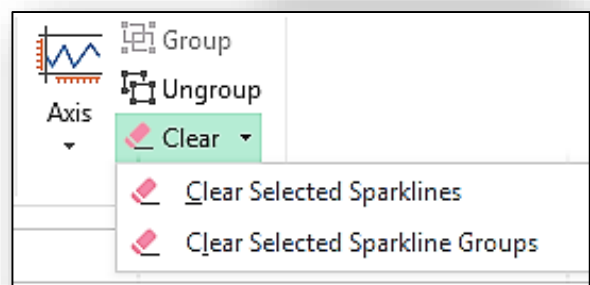 Group
Ungroup
Axis
Clear
Clear Selected Sparklines
Clear Selected Sparkline Groups